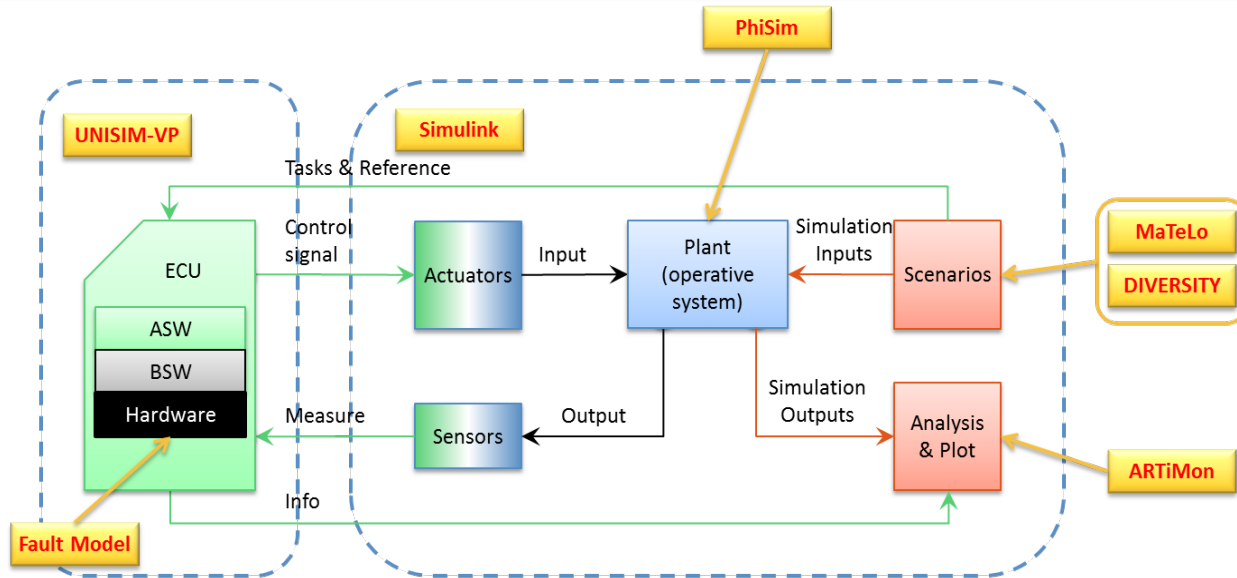 PhiSim
UNISIM-VP
Simulink
Tasks & Reference
Control
signal
ECU
Actuators
Input
Plant
(operative
system)
Simulation
Inputs
Scenarios
MaTeLo
DIVERSITY
ASW
BSW
Hardware
Measure
Sensors
Output
Simulation
Outputs
Analysis
& Plot
ARTiMon
Info
Fault Model